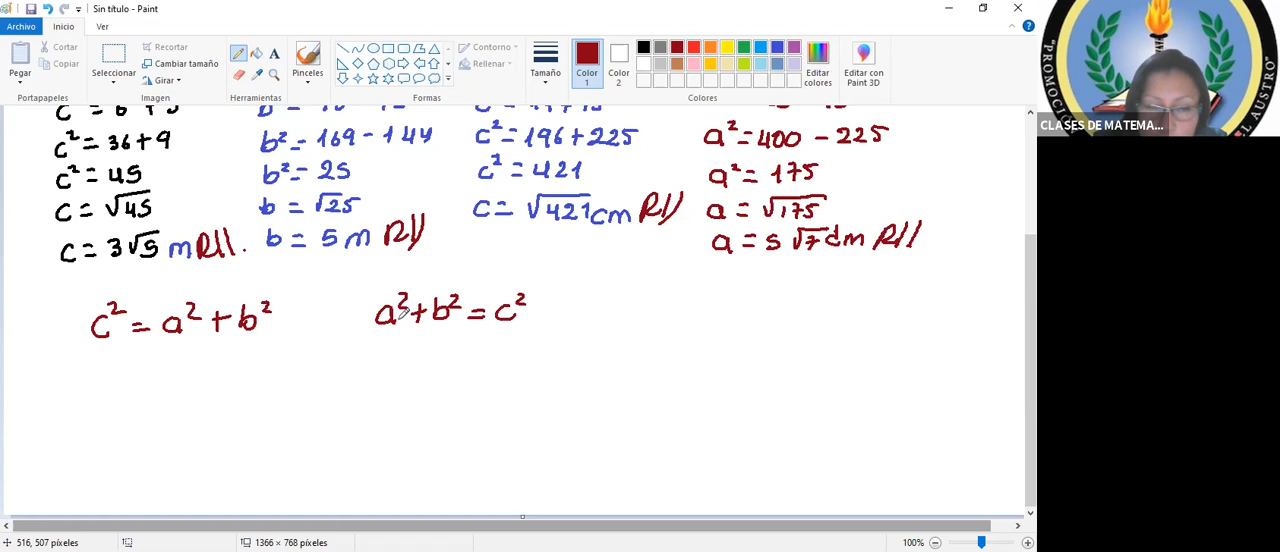 Sin título - Paint
Archivo Inicio Ver
Pegar
Cortar
Copiar
Portapapeles
Seleccionar
Recortar
Cambiar tamaño
Girar
Imagen
Herramientas
Pinceles
Contorno
Rellenar
Formas
Tamaño
Color 1
Color 2
Editar colores
Editar con Paint 3D
Colores
CLASES DE MATEMA...
c² = 36 + 9
c² = 45
c = √45
c = 3√5 m R//.
b² = 169 - 144
b² = 25
b = √25
b = 5 m R//
c² = 196 + 225
c² = 421
c = √421 cm R//
a² = 400 - 225
a² = 175
a = √175
a = 5 √7 dm R//
c² = a² + b²
a² + b² = c²
516, 507 píxeles
1366 × 768 píxeles
100%